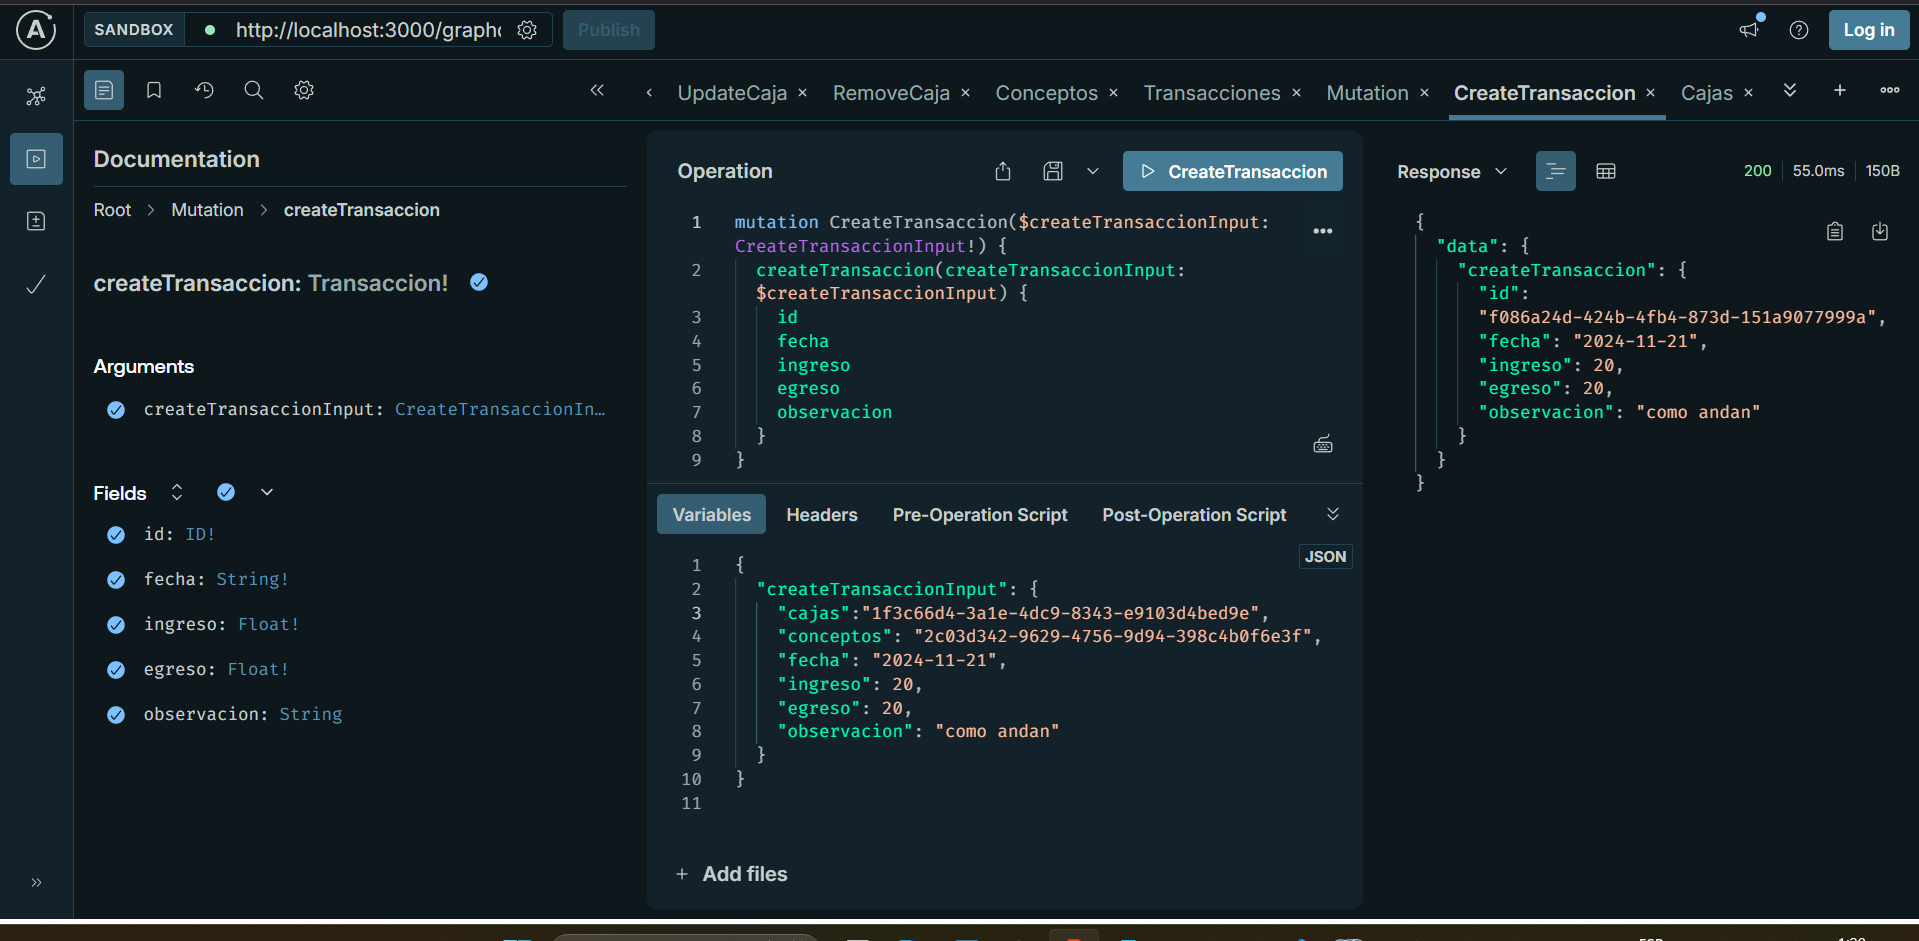 SANDBOX
http://localhost:3000/graph
Publish
Log in
UpdateCaja ×
RemoveCaja ×
Conceptos ×
Transacciones ×
Mutation ×
CreateTransaccion ×
Cajas ×
Documentation
Root > Mutation > createTransaccion
createTransaccion: Transaccion!
Arguments
createTransaccionInput: CreateTransaccionIn…
Fields
id: ID!
fecha: String!
ingreso: Float!
egreso: Float!
observacion: String
Operation
CreateTransaccion
1 mutation CreateTransaccion($createTransaccionInput:
CreateTransaccionInput!) {
2 createTransaccion(createTransaccionInput:
$createTransaccionInput) {
3 id
4 fecha
5 ingreso
6 egreso
7 observacion
8 }
9 }
Variables
Headers
Pre-Operation Script
Post-Operation Script
JSON
1 {
2 "createTransaccionInput": {
3 "cajas":"1f3c66d4-3a1e-4dc9-8343-e9103d4bed9e",
4 "conceptos": "2c03d342-9629-4756-9d94-398c4b0f6e3f",
5 "fecha": "2024-11-21",
6 "ingreso": 20,
7 "egreso": 20,
8 "observacion": "como andan"
9 }
10 }
11
+ Add files
Response
200
55.0ms
150B
{
"data": {
"createTransaccion": {
"id":
"f086a24d-424b-4fb4-873d-151a9077999a",
"fecha": "2024-11-21",
"ingreso": 20,
"egreso": 20,
"observacion": "como andan"
}
}
}